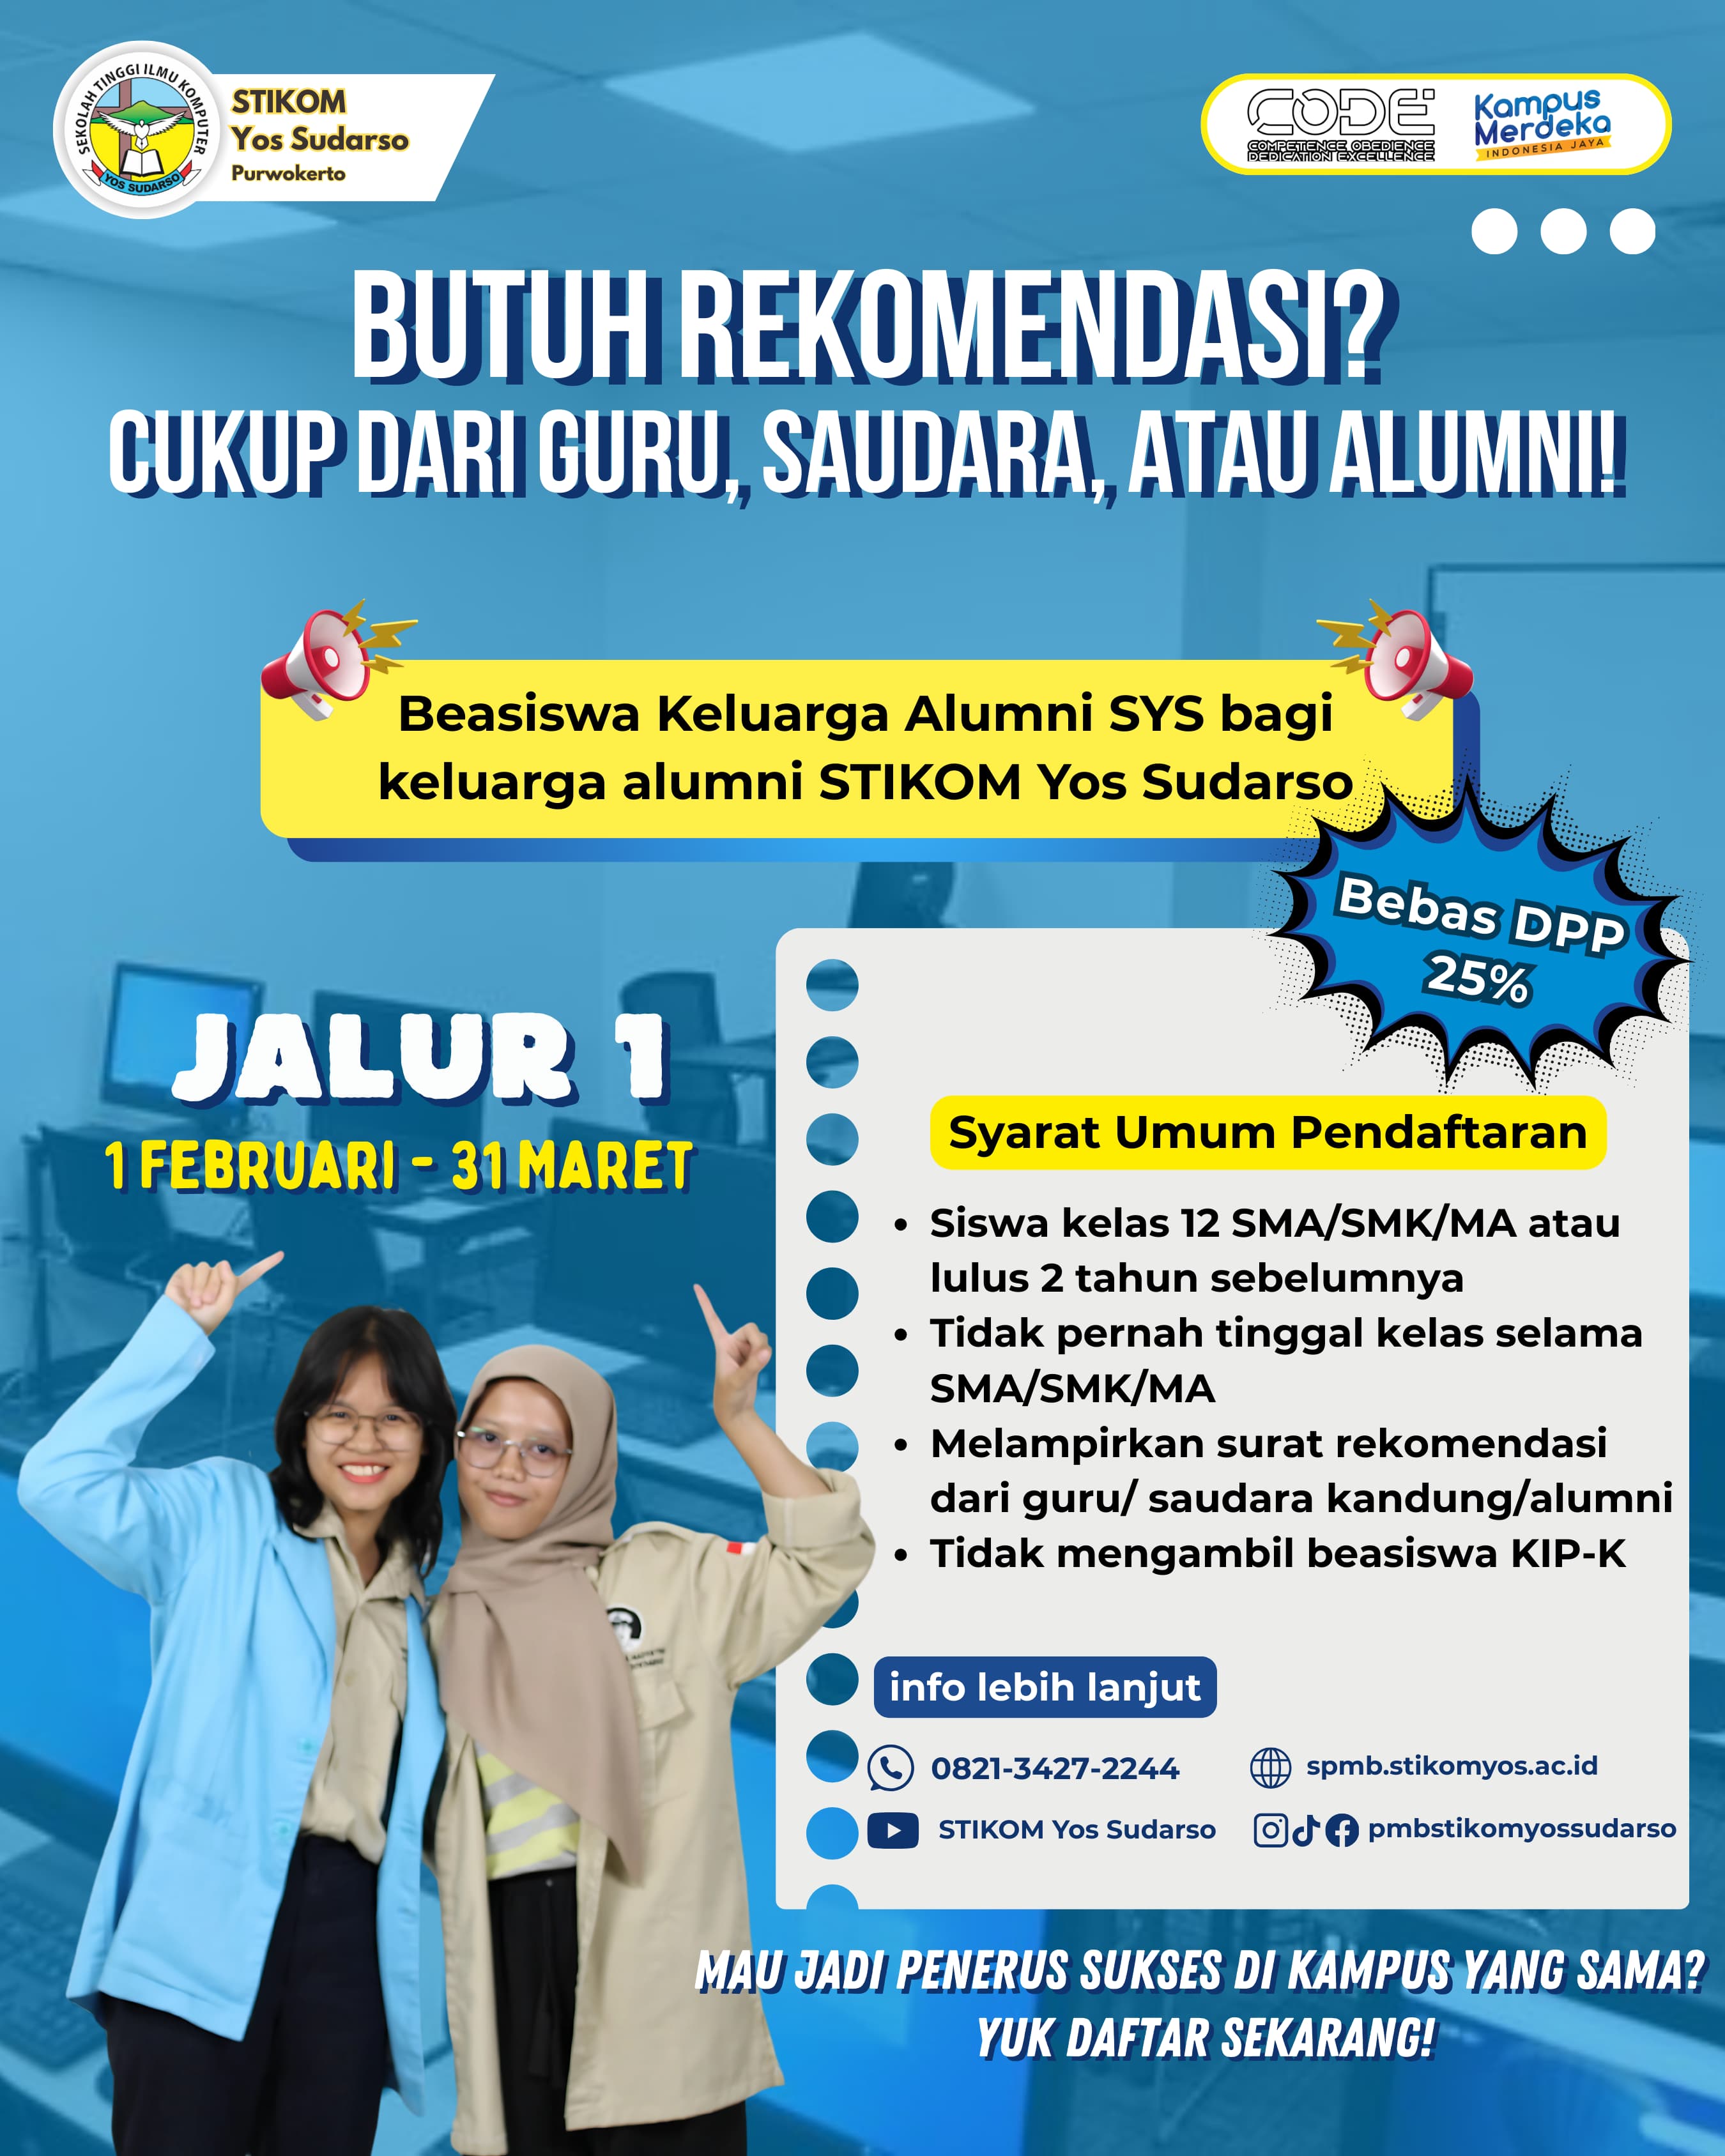 SEKOLAH TINGGI ILMU KOMPUTER
YOS SUDARSO
STIKOM
Yos Sudarso
Purwokerto
CODE
COMPETENCE OBEDIENCE
DEDICATION EXCELLENCE
Kampus
Merdeka
INDONESIA JAYA
BUTUH REKOMENDASI?
CUKUP DARI GURU, SAUDARA, ATAU ALUMNI!
Beasiswa Keluarga Alumni SYS bagi
keluarga alumni STIKOM Yos Sudarso
Bebas DPP
25%
JALUR 1
1 FEBRUARI - 31 MARET
Syarat Umum Pendaftaran
• Siswa kelas 12 SMA/SMK/MA atau
lulus 2 tahun sebelumnya
• Tidak pernah tinggal kelas selama
SMA/SMK/MA
• Melampirkan surat rekomendasi
dari guru/ saudara kandung/alumni
• Tidak mengambil beasiswa KIP-K
info lebih lanjut
0821-3427-2244
spmb.stikomyos.ac.id
STIKOM Yos Sudarso
pmbstikomyossudarso
MAU JADI PENERUS SUKSES DI KAMPUS YANG SAMA?
YUK DAFTAR SEKARANG!